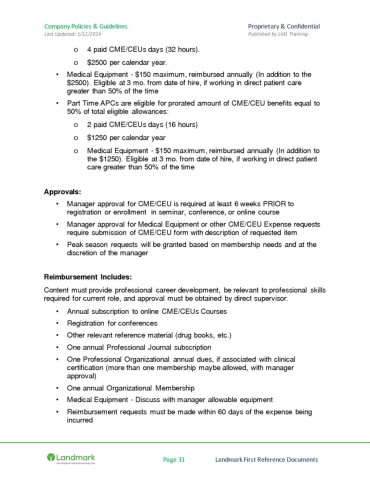 Company Policies & Guidelines Proprietary & Confidential
Last Updated: 1/12/2024 Published by LM1 Training
o 4 paid CME/CEUs days (32 hours).
o $2500 per calendar year.
• Medical Equipment - $150 maximum, reimbursed annually (In addition to the
$2500). Eligible at 3 mo. from date of hire, if working in direct patient care
greater than 50% of the time
• Part Time APCs are eligible for prorated amount of CME/CEU benefits equal to
50% of total eligible allowances:
o 2 paid CME/CEUs days (16 hours)
o $1250 per calendar year
o Medical Equipment - $150 maximum, reimbursed annually (In addition to
the $1250). Eligible at 3 mo. from date of hire, if working in direct patient
care greater than 50% of the time
Approvals:
• Manager approval for CME/CEU is required at least 6 weeks PRIOR to
registration or enrollment in seminar, conference, or online course
• Manager approval for Medical Equipment or other CME/CEU Expense requests
require submission of CME/CEU form with description of requested item
• Peak season requests will be granted based on membership needs and at the
discretion of the manager
Reimbursement Includes:
Content must provide professional career development, be relevant to professional skills
required for current role, and approval must be obtained by direct supervisor.
• Annual subscription to online CME/CEUs Courses
• Registration for conferences
• Other relevant reference material (drug books, etc.)
• One annual Professional Journal subscription
• One Professional Organizational annual dues, if associated with clinical
certification (more than one membership maybe allowed, with manager
approval)
• One annual Organizational Membership
• Medical Equipment - Discuss with manager allowable equipment
• Reimbursement requests must be made within 60 days of the expense being
incurred
Landmark Page 31 Landmark First Reference Documents